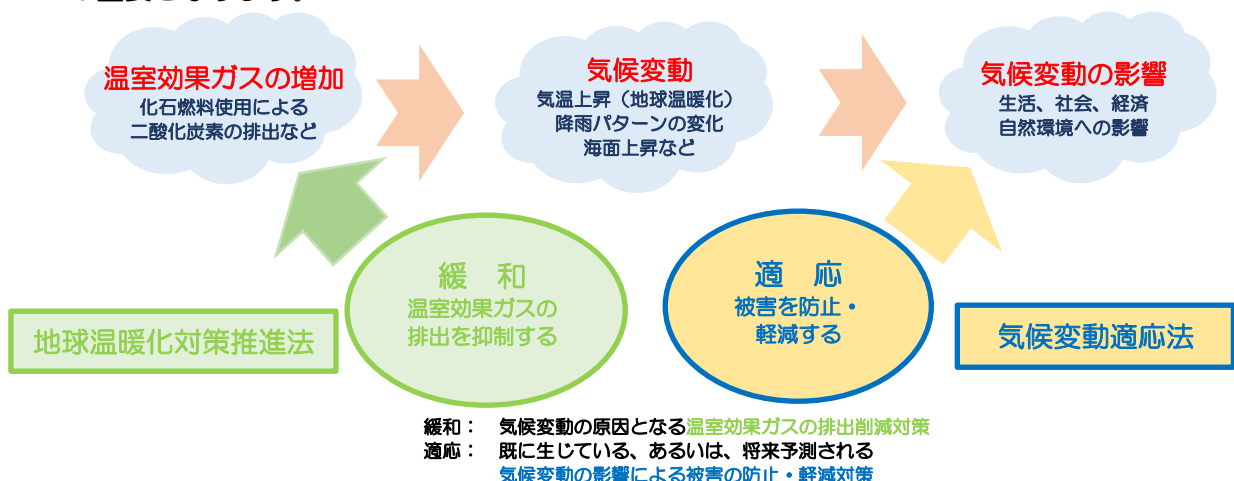 温室効果ガスの増加
化石燃料使用による
二酸化炭素の排出など
気候変動
気温上昇（地球温暖化）
降雨パターンの変化
海面上昇など
気候変動の影響
生活、社会、経済
自然環境への影響
緩　和
温室効果ガスの
排出を抑制する
適　応
被害を防止・
軽減する
地球温暖化対策推進法
気候変動適応法
緩和：　気候変動の原因となる温室効果ガスの排出削減対策
適応：　既に生じている、あるいは、将来予測される
気候変動の影響による被害の防止・軽減対策